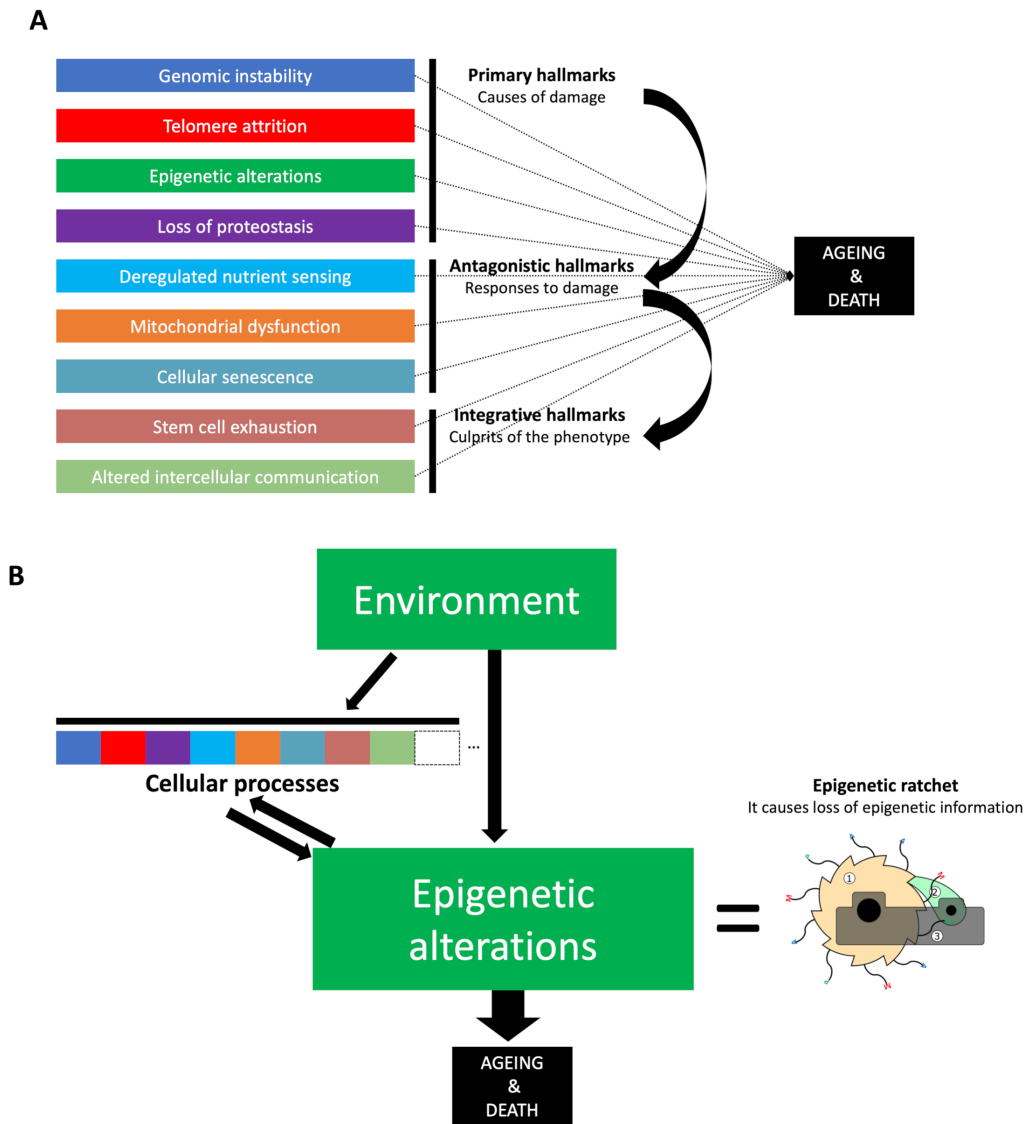 A
Genomic instability
Telomere attrition
Epigenetic alterations
Loss of proteostasis
Deregulated nutrient sensing
Mitochondrial dysfunction
Cellular senescence
Stem cell exhaustion
Altered intercellular communication
Primary hallmarks
Causes of damage
Antagonistic hallmarks
Responses to damage
Integrative hallmarks
Culprits of the phenotype
AGEING
&
DEATH
B
Environment
...
Cellular processes
Epigenetic
alterations
=
Epigenetic ratchet
It causes loss of epigenetic information
①
②
③
AGEING
&
DEATH